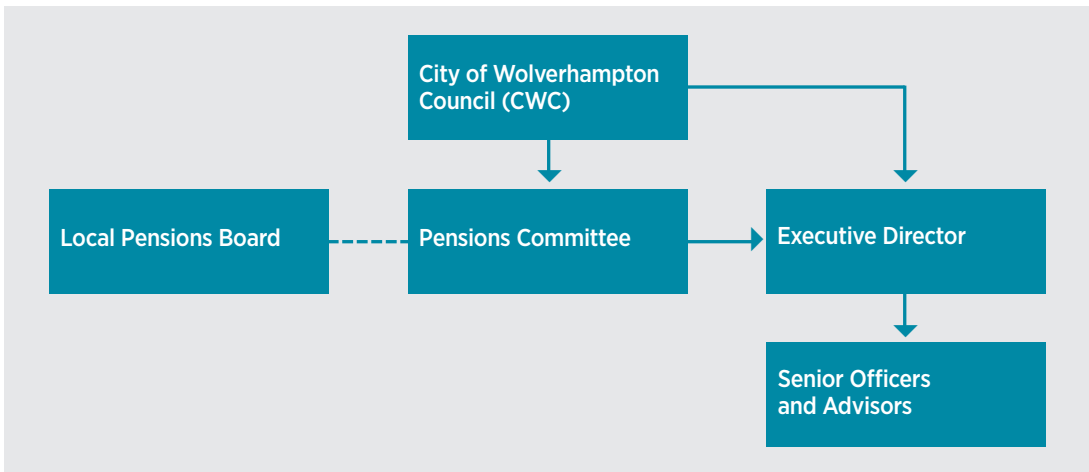 City of Wolverhampton
Council (CWC)
Local Pensions Board
Pensions Committee
Executive Director
Senior Officers
and Advisors